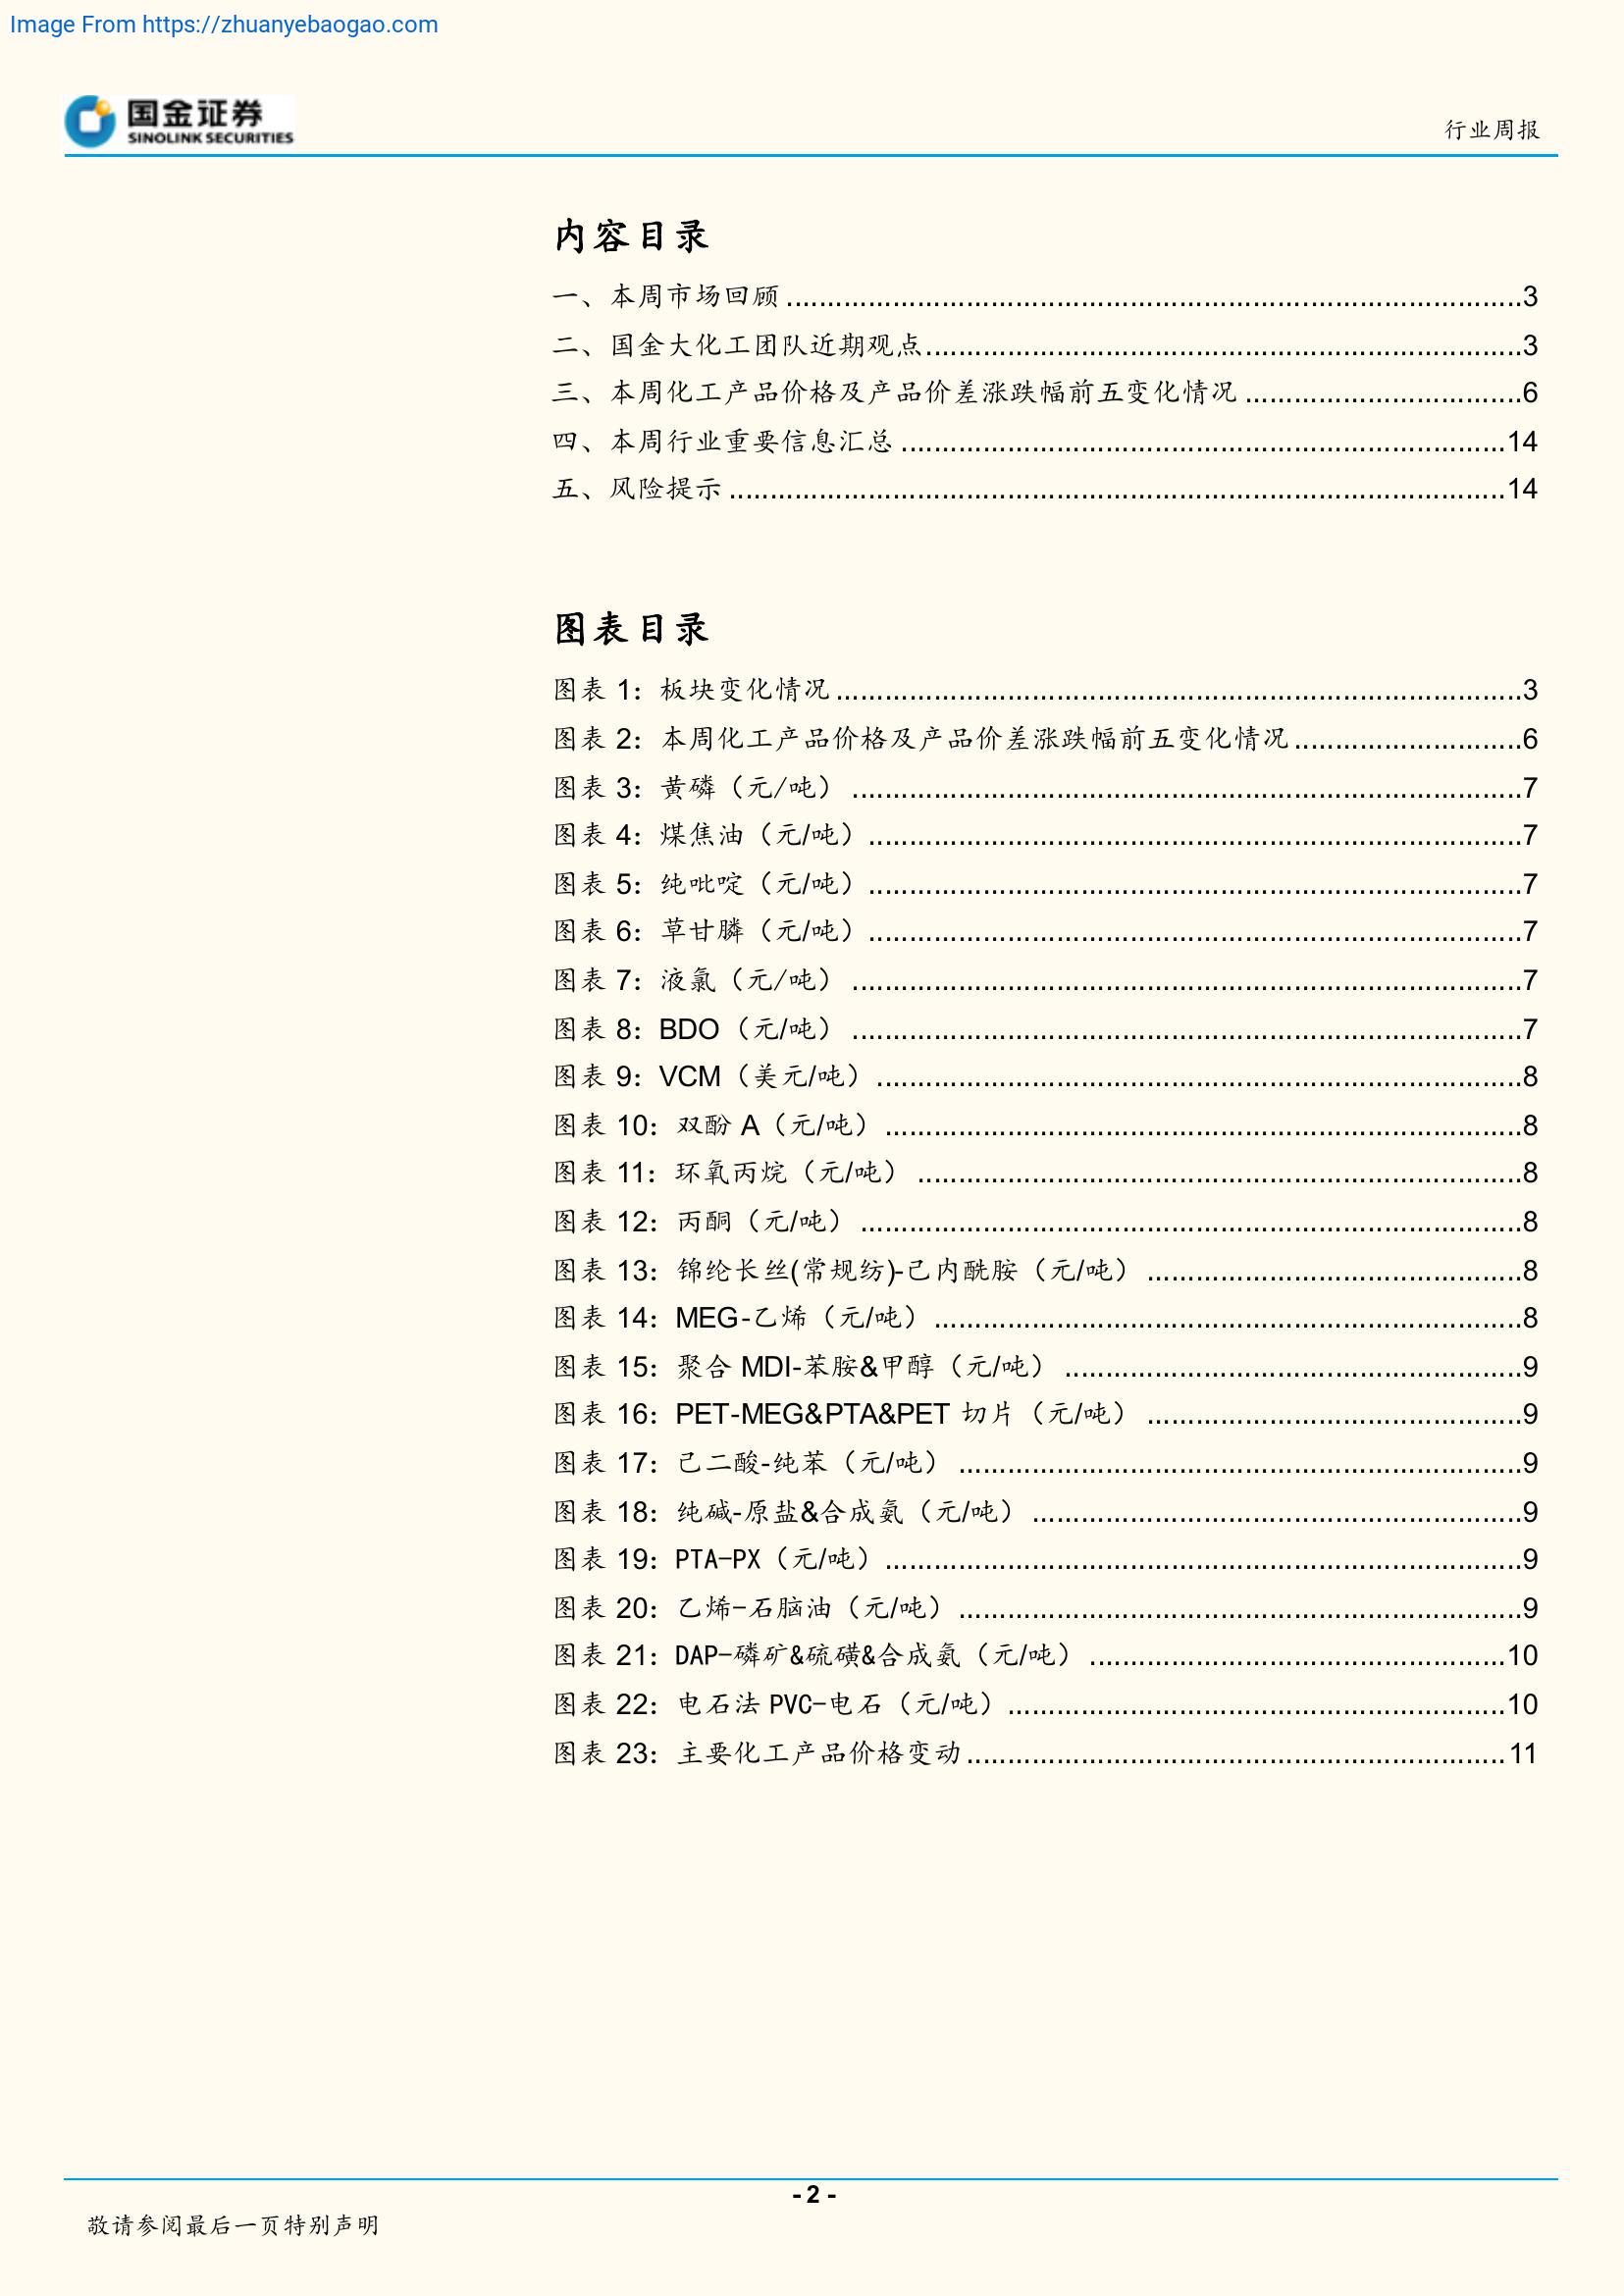 Image From https://zhuanyebaogao.com
国金证券
SINOLINK SECURITIES
行业周报
内容目录
一、本周市场回顾 ........................................................................................3
二、国金大化工团队近期观点........................................................................3
三、本周化工产品价格及产品价差涨跌幅前五变化情况 ..................................6
四、本周行业重要信息汇总 .........................................................................14
五、风险提示 ..............................................................................................14
图表目录
图表 1：板块变化情况 ...................................................................................3
图表 2：本周化工产品价格及产品价差涨跌幅前五变化情况............................6
图表 3：黄磷（元/吨） .................................................................................7
图表 4：煤焦油（元/吨）...............................................................................7
图表 5：纯吡啶（元/吨）...............................................................................7
图表 6：草甘膦（元/吨）...............................................................................7
图表 7：液氯（元/吨） .................................................................................7
图表 8：BDO（元/吨） .................................................................................7
图表 9：VCM（美元/吨）..............................................................................8
图表 10：双酚 A（元/吨）.............................................................................8
图表 11：环氧丙烷（元/吨） .........................................................................8
图表 12：丙酮（元/吨） ................................................................................8
图表 13：锦纶长丝(常规纺)-己内酰胺（元/吨） .............................................8
图表 14：MEG-乙烯（元/吨）.......................................................................8
图表 15：聚合 MDI-苯胺&甲醇（元/吨） .......................................................9
图表 16：PET-MEG&PTA&PET 切片（元/吨） .............................................9
图表 17：己二酸-纯苯（元/吨） ....................................................................9
图表 18：纯碱-原盐&合成氨（元/吨） ...........................................................9
图表 19：PTA-PX（元/吨）.............................................................................9
图表 20：乙烯-石脑油（元/吨）....................................................................9
图表 21：DAP-磷矿&硫磺&合成氨（元/吨） ..................................................10
图表 22：电石法 PVC-电石（元/吨）............................................................10
图表 23：主要化工产品价格变动.................................................................11
- 2 -
敬请参阅最后一页特别声明